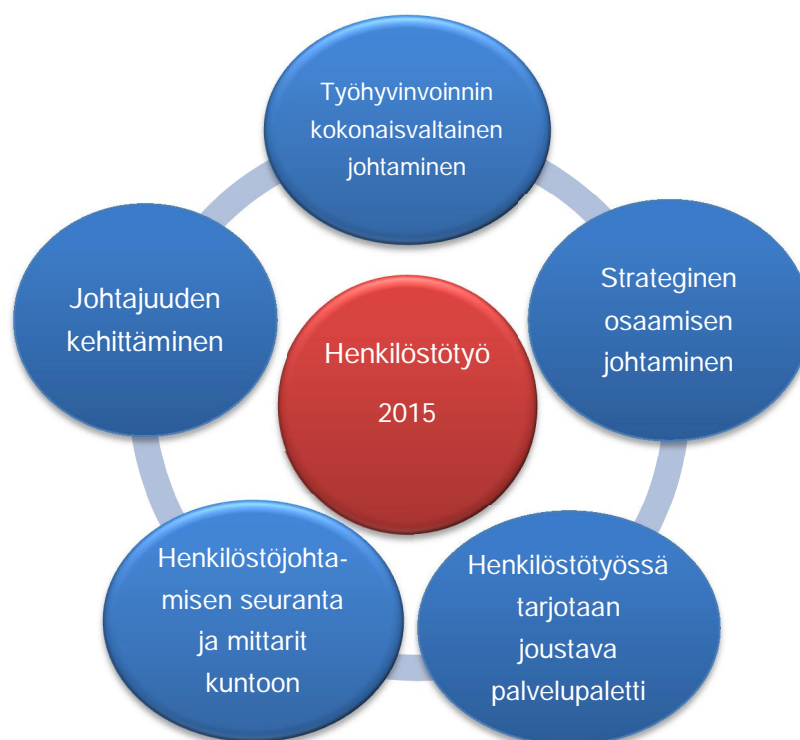 Työhyvinvoinnin
kokonaisvaltainen
johtaminen
Strateginen
osaamisen
johtaminen
Henkilöstötyössä
tarjotaan
joustava
palvelupaletti
Henkilöstöjohta-
misen seuranta
ja mittarit
kuntoon
Johtajuuden
kehittäminen
Henkilöstötyö
2015